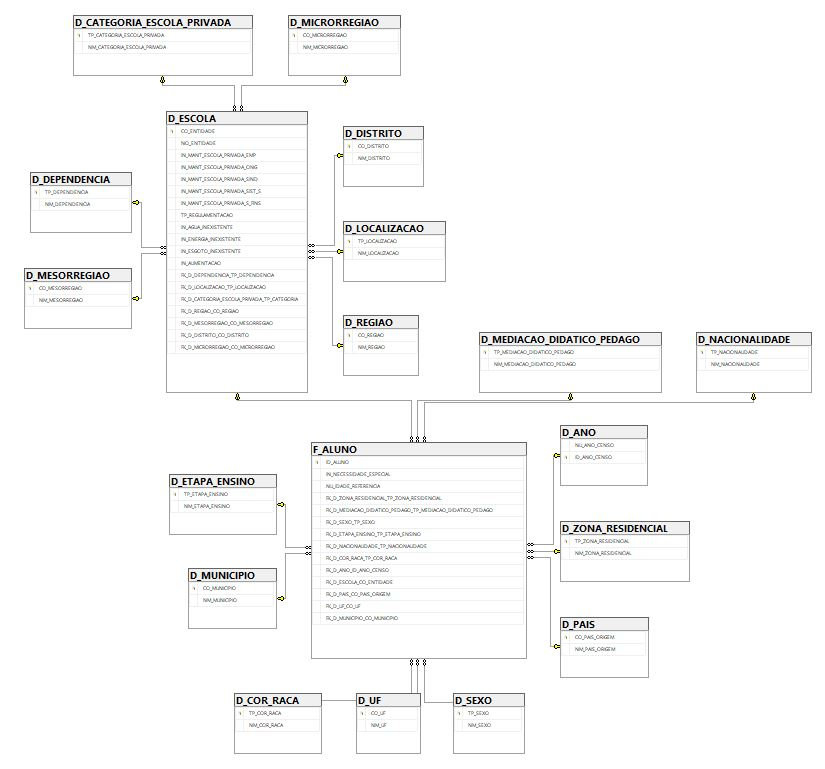 D_CATEGORIA_ESCOLA_PRIVADA
TP_CATEGORIA_ESCOLA_PRIVADA
NM_CATEGORIA_ESCOLA_PRIVADA
D_MICRORREGIAO
CO_MICRORREGIAO
NM_MICRORREGIAO
D_ESCOLA
CO_ENTIDADE
NO_ENTIDADE
IN_MANT_ESCOLA_PRIVADA_EMP
IN_MANT_ESCOLA_PRIVADA_ONG
IN_MANT_ESCOLA_PRIVADA_SIND
IN_MANT_ESCOLA_PRIVADA_SIST_S
IN_MANT_ESCOLA_PRIVADA_S_FINS
TP_REGULAMENTACAO
IN_AGUA_INEXISTENTE
IN_ENERGIA_INEXISTENTE
IN_ESGOTO_INEXISTENTE
IN_ALIMENTACAO
FK_D_DEPENDENCIA_TP_DEPENDENCIA
FK_D_LOCALIZACAO_TP_LOCALIZACAO
FK_D_CATEGORIA_ESCOLA_PRIVADA_TP_CATEGORIA
FK_D_REGIAO_CO_REGIAO
FK_D_MESORREGIAO_CO_MESORREGIAO
FK_D_DISTRITO_CO_DISTRITO
FK_D_MICRORREGIAO_CO_MICRORREGIAO
D_DISTRITO
CO_DISTRITO
NM_DISTRITO
D_DEPENDENCIA
TP_DEPENDENCIA
NM_DEPENDENCIA
D_LOCALIZACAO
TP_LOCALIZACAO
NM_LOCALIZACAO
D_MESORREGIAO
CO_MESORREGIAO
NM_MESORREGIAO
D_REGIAO
CO_REGIAO
NM_REGIAO
D_MEDIACAO_DIDATICO_PEDAGO
TP_MEDIACAO_DIDATICO_PEDAGO
NM_MEDIACAO_DIDATICO_PEDAGO
D_NACIONALIDADE
TP_NACIONALIDADE
NM_NACIONALIDADE
F_ALUNO
ID_ALUNO
IN_NECESSIDADE_ESPECIAL
NU_IDADE_REFERENCIA
FK_D_ZONA_RESIDENCIAL_TP_ZONA_RESIDENCIAL
FK_D_MEDIACAO_DIDATICO_PEDAGO_TP_MEDIACAO_DIDATICO_PEDAGO
FK_D_SEXO_TP_SEXO
FK_D_ETAPA_ENSINO_TP_ETAPA_ENSINO
FK_D_NACIONALIDADE_TP_NACIONALIDADE
FK_D_COR_RACA_TP_COR_RACA
FK_D_ANO_ID_ANO_CENSO
FK_D_ESCOLA_CO_ENTIDADE
FK_D_PAIS_CO_PAIS_ORIGEM
FK_D_UF_CO_UF
FK_D_MUNICIPIO_CO_MUNICIPIO
D_ANO
NU_ANO_CENSO
ID_ANO_CENSO
D_ETAPA_ENSINO
TP_ETAPA_ENSINO
NM_ETAPA_ENSINO
D_ZONA_RESIDENCIAL
TP_ZONA_RESIDENCIAL
NM_ZONA_RESIDENCIAL
D_MUNICIPIO
CO_MUNICIPIO
NM_MUNICIPIO
D_PAIS
CO_PAIS_ORIGEM
NM_PAIS_ORIGEM
D_COR_RACA
TP_COR_RACA
NM_COR_RACA
D_UF
CO_UF
NM_UF
D_SEXO
TP_SEXO
NM_SEXO